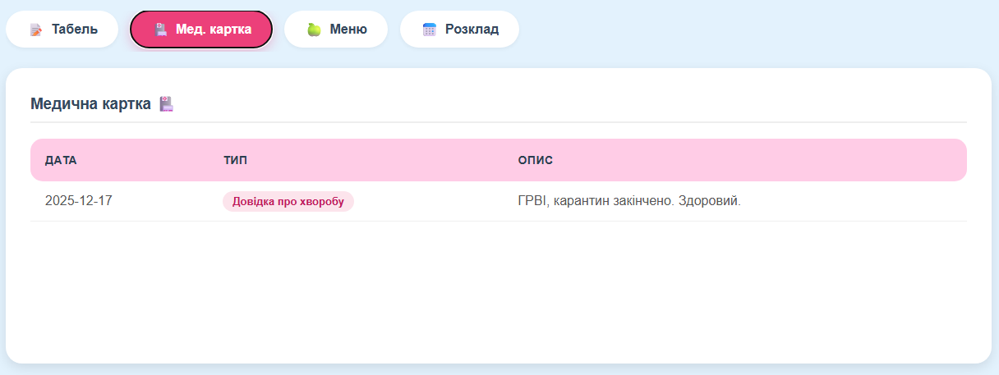 Табель
Мед. картка
Меню
Розклад
Медична картка
ДАТА ТИП ОПИС
2025-12-17 Довідка про хворобу ГРВІ, карантин закінчено. Здоровий.